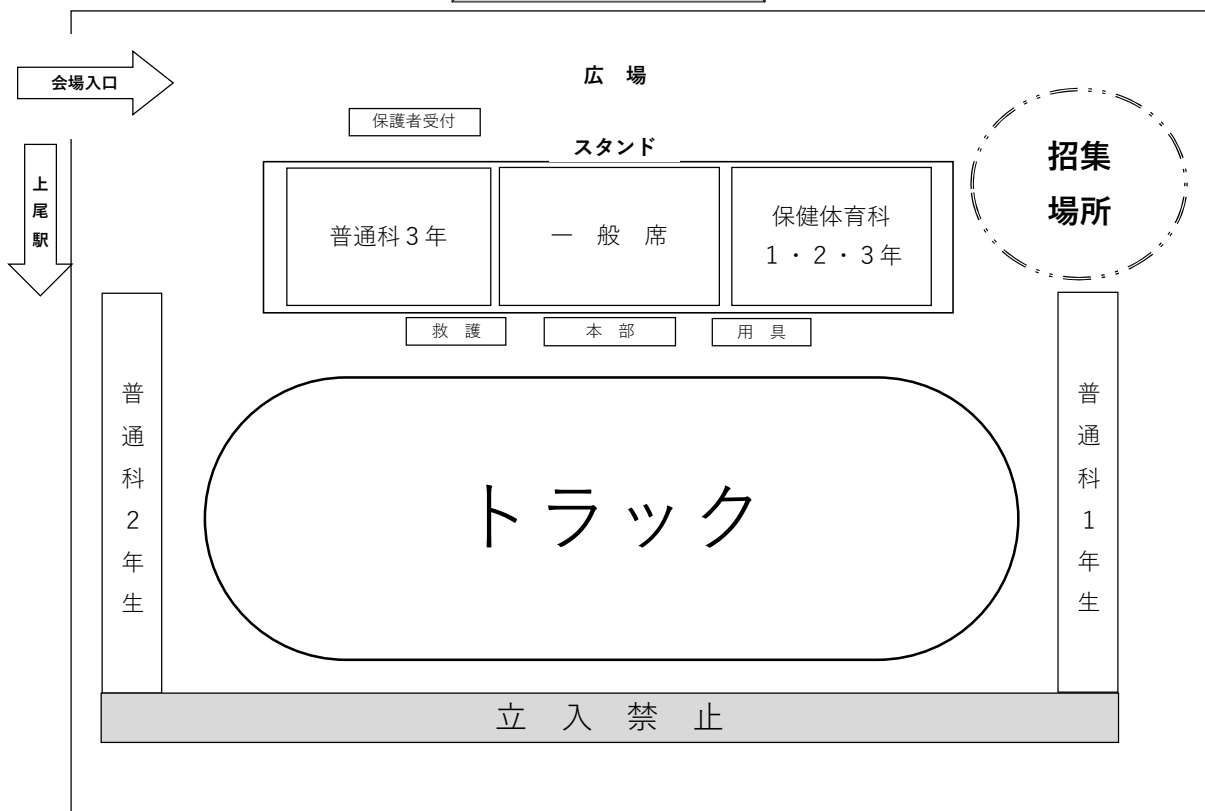 会場入口
広　場
保護者受付
上尾駅
スタンド
招集
場所
普通科３年
一　般　席
保健体育科
１・２・３年
救　護
本　部
用　具
普通科２年生
トラック
普通科１年生
立　入　禁　止